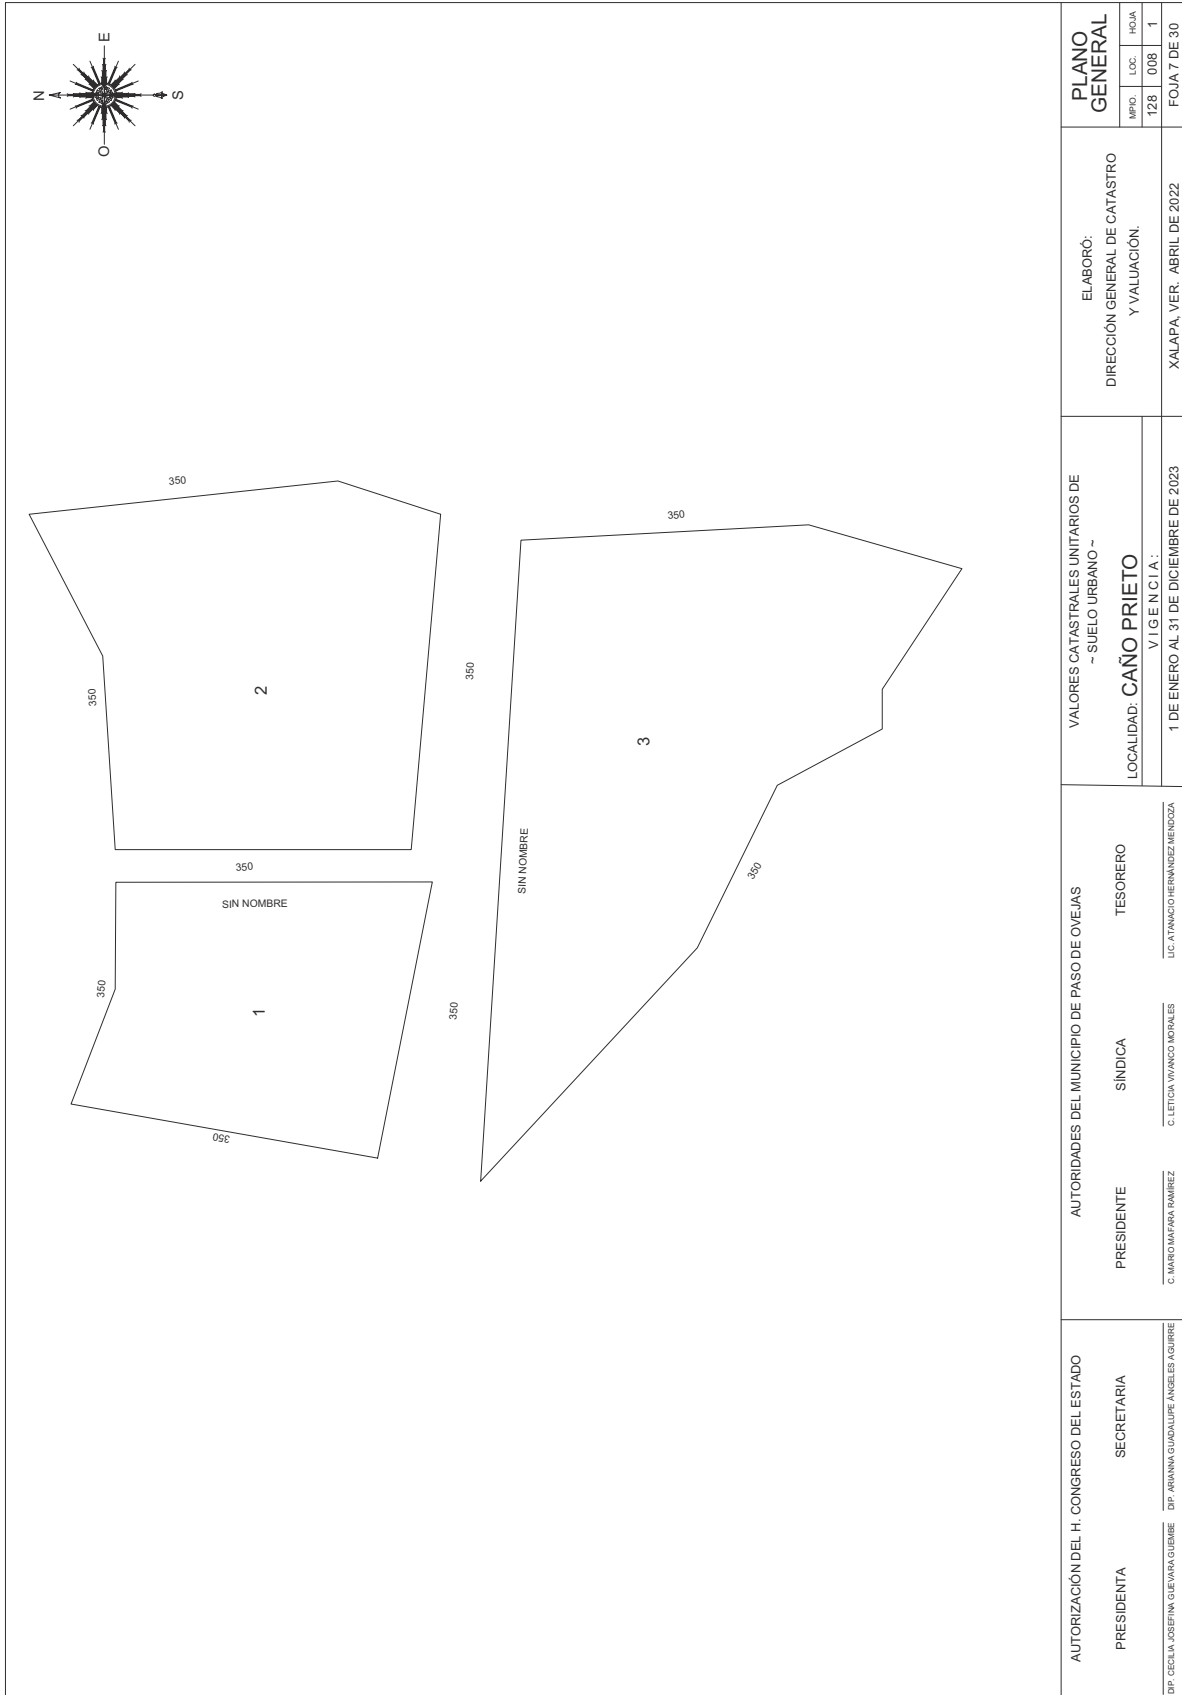 N
E
S
O
350
350
2
350
350
SIN NOMBRE
350
1
350
350
350
SIN NOMBRE
3
350
AUTORIZACIÓN DEL H. CONGRESO DEL ESTADO
PRESIDENTA
SECRETARIA
DIP. CECILIA JOSEFINA GUEVARA GUEMBE
DIP. ARIANNA GUADALUPE ÁNGELES AGUIRRE
AUTORIDADES DEL MUNICIPIO DE PASO DE OVEJAS
PRESIDENTE
SÍNDICA
TESORERO
C. MARIO MAFARA RAMÍREZ
C. LETICIA VIVANCO MORALES
LIC. ATANACIO HERNÁNDEZ MENDOZA
VALORES CATASTRALES UNITARIOS DE
~ SUELO URBANO ~
LOCALIDAD: CAÑO PRIETO
V I G E N C I A :
1 DE ENERO AL 31 DE DICIEMBRE DE 2023
ELABORÓ:
DIRECCIÓN GENERAL DE CATASTRO
Y VALUACIÓN.
XALAPA, VER. ABRIL DE 2022
PLANO
GENERAL
MPIO. LOC. HOJA
128 008 1
FOJA 7 DE 30